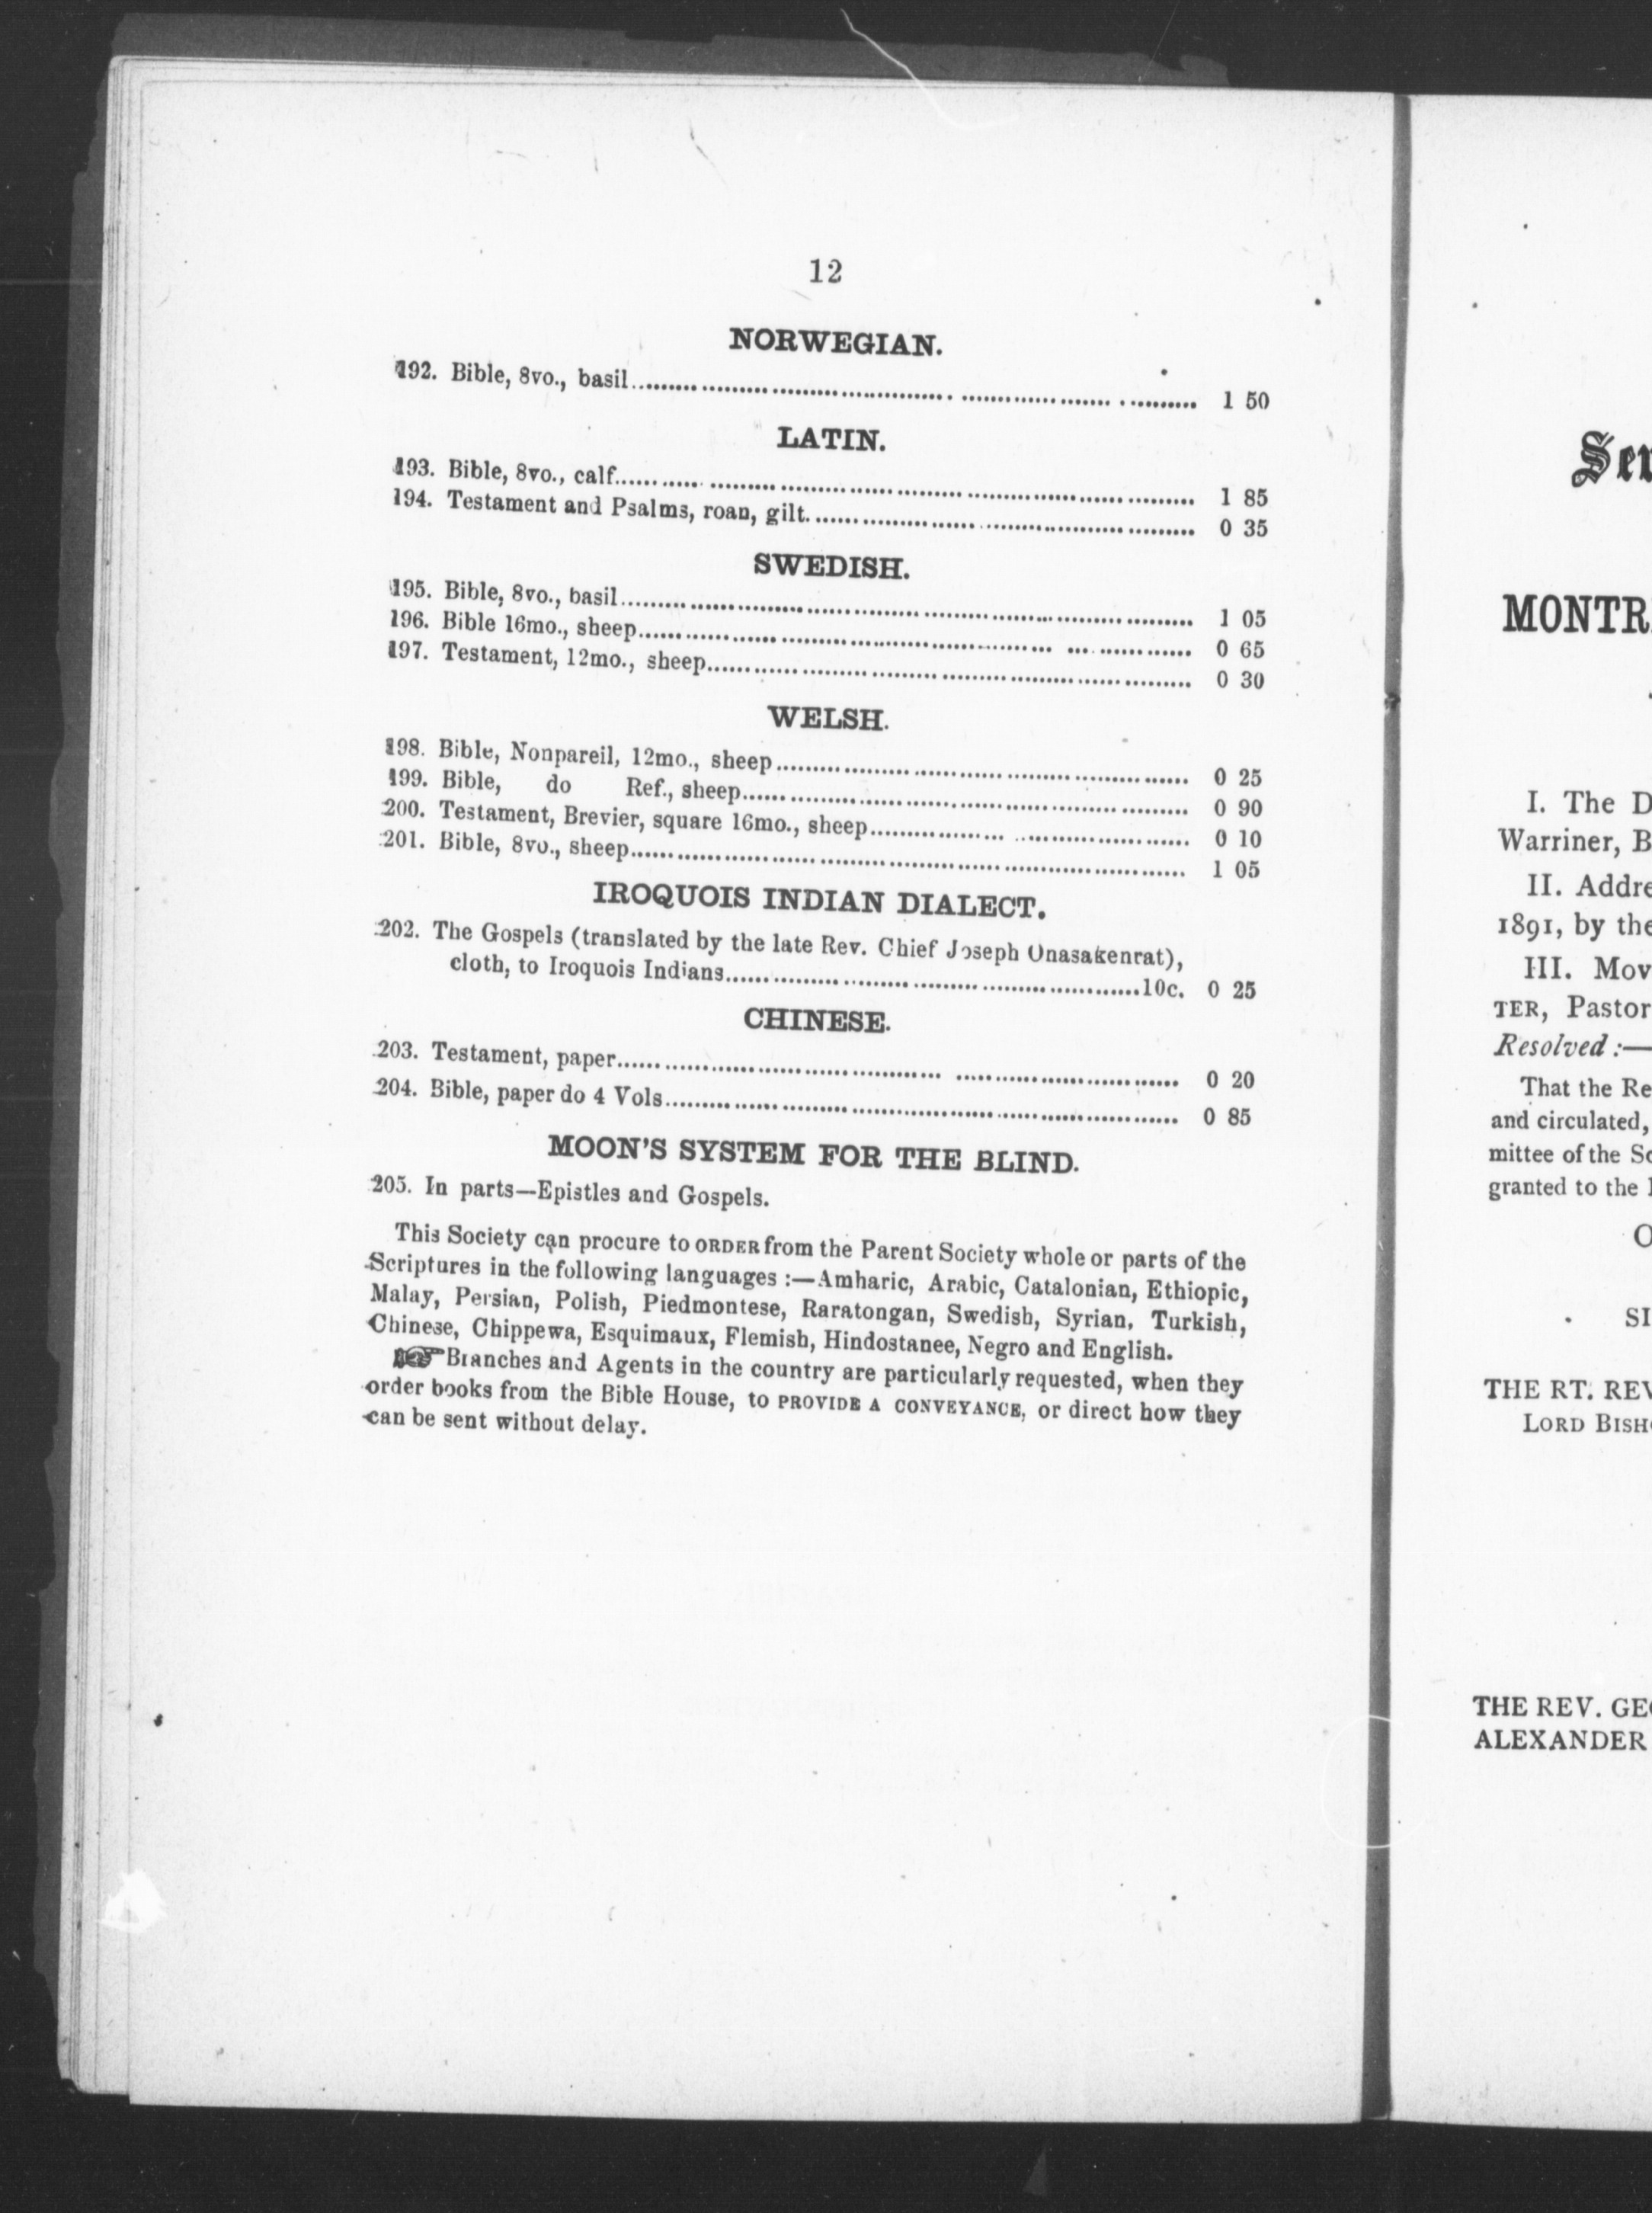 12
NORWEGIAN.
192. Bible, 8vo., basil 1 50
LATIN.
193. Bible, 8vo., calf 1 85
194. Testament and Psalms, roan, gilt. 0 35
SWEDISH.
195. Bible, 8vo., basil 1 05
196. Bible 16mo., sheep 0 65
197. Testament, 12mo., sheep 0 30
WELSH.
198. Bible, Nonpareil, 12mo., sheep 0 25
199. Bible, do Ref., sheep 0 90
200. Testament, Brevier, square 16mo., sheep 0 10
201. Bible, 8vo., sheep 1 05
IROQUOIS INDIAN DIALECT.
202. The Gospels (translated by the late Rev. Chief Joseph Onasakenrat),
cloth, to Iroquois Indians 10c. 0 25
CHINESE.
203. Testament, paper 0 20
204. Bible, paper do 4 Vols 0 85
MOON'S SYSTEM FOR THE BLIND.
205. In parts—Epistles and Gospels.
This Society can procure to ORDER from the Parent Society whole or parts of the
Scriptures in the following languages :—Amharic, Arabic, Catalonian, Ethiopic,
Malay, Persian, Polish, Piedmontese, Raratongan, Swedish, Syrian, Turkish,
Chinese, Chippewa, Esquimaux, Flemish, Hindostanee, Negro and English.
☞ Branches and Agents in the country are particularly requested, when they
order books from the Bible House, to PROVIDE A CONVEYANCE, or direct how they
can be sent without delay.
MONTR
I. The D
Warriner, B
II. Addre
1891, by the
III. Mov
TER, Pastor
Resolved :—
That the Re
and circulated,
mittee of the So
granted to the
O
SI
THE RT. REV
LORD BISH
THE REV. GEO
ALEXANDER